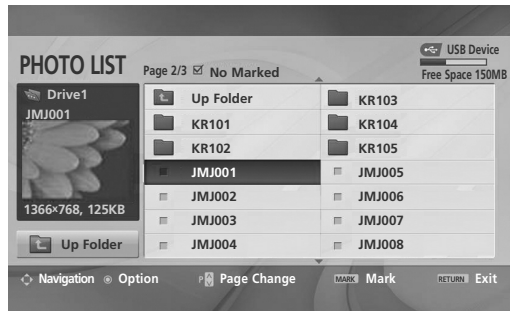 USB Device
PHOTO LIST
Page 2/3 No Marked
Free Space 150MB
Drive1
JMJ001
1366×768, 125KB
Up Folder
Up Folder
KR101
KR102
JMJ001
JMJ002
JMJ003
JMJ004
KR103
KR104
KR105
JMJ005
JMJ006
JMJ007
JMJ008
Navigation Option P Page Change MARK Mark RETURN Exit